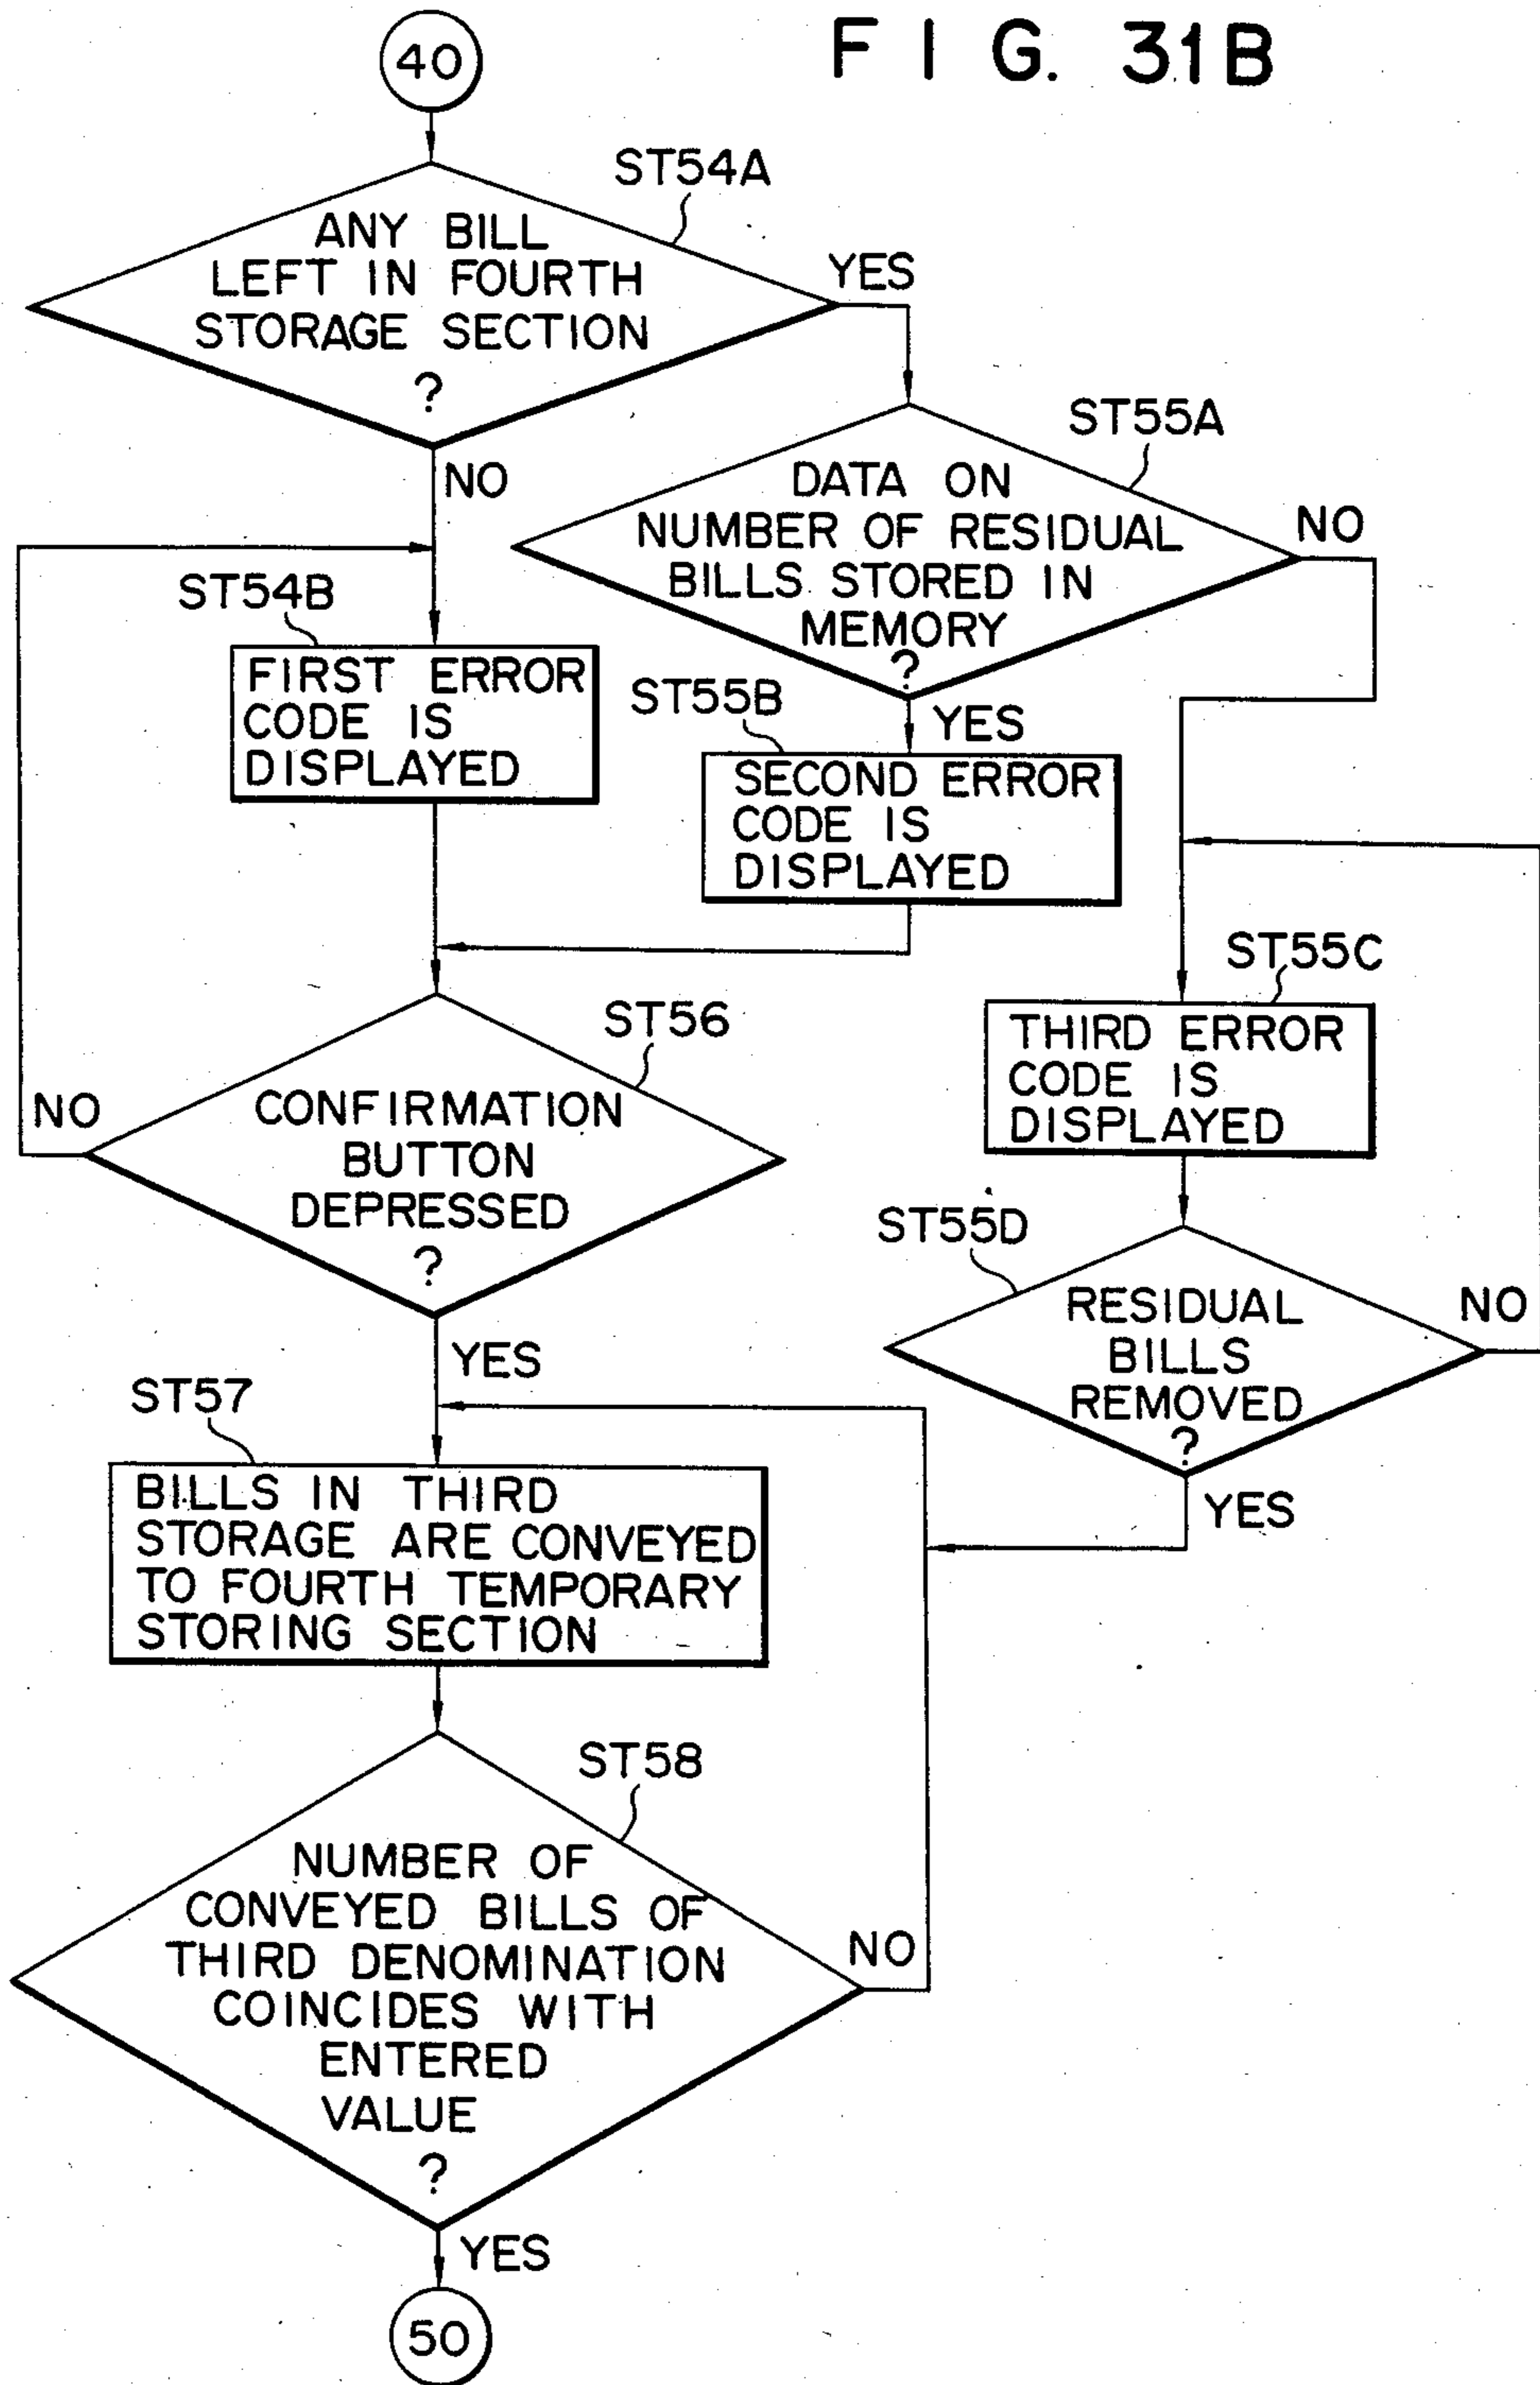 FIG. 31B
40
ST54A
ANY BILL
LEFT IN FOURTH
STORAGE SECTION
?
YES
NO
ST55A
DATA ON
NUMBER OF RESIDUAL
BILLS STORED IN
MEMORY
?
NO
YES
ST54B
FIRST ERROR
CODE IS
DISPLAYED
ST55B
SECOND ERROR
CODE IS
DISPLAYED
ST55C
THIRD ERROR
CODE IS
DISPLAYED
ST56
CONFIRMATION
BUTTON
DEPRESSED
?
NO
YES
ST55D
RESIDUAL
BILLS
REMOVED
?
NO
YES
ST57
BILLS IN THIRD
STORAGE ARE CONVEYED
TO FOURTH TEMPORARY
STORING SECTION
ST58
NUMBER OF
CONVEYED BILLS OF
THIRD DENOMINATION
COINCIDES WITH
ENTERED
VALUE
?
NO
YES
50